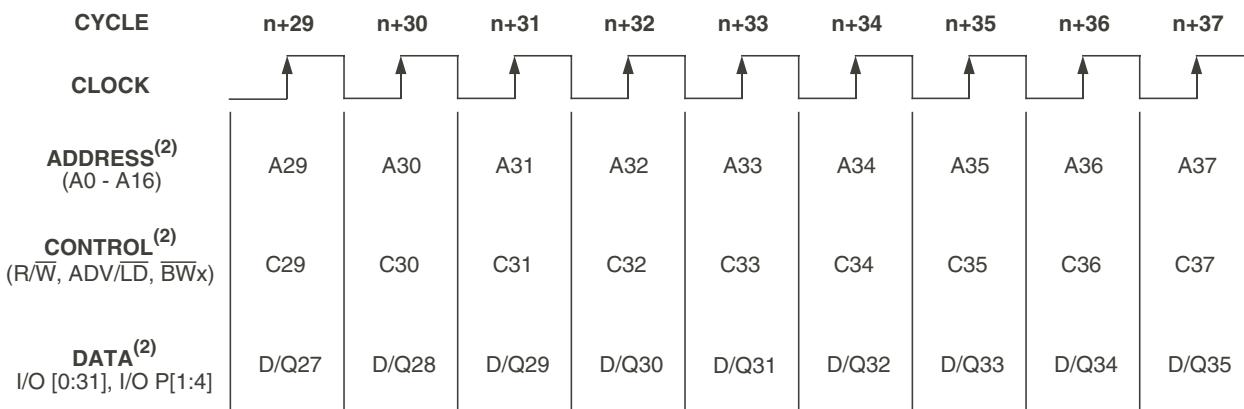 CYCLE n+29 n+30 n+31 n+32 n+33 n+34 n+35 n+36 n+37
CLOCK
ADDRESS(2)
(A0 - A16) A29 A30 A31 A32 A33 A34 A35 A36 A37
CONTROL(2)
(R/W̅, ADV/L̅D̅, B̅W̅x) C29 C30 C31 C32 C33 C34 C35 C36 C37
DATA(2)
I/O [0:31], I/O P[1:4] D/Q27 D/Q28 D/Q29 D/Q30 D/Q31 D/Q32 D/Q33 D/Q34 D/Q35